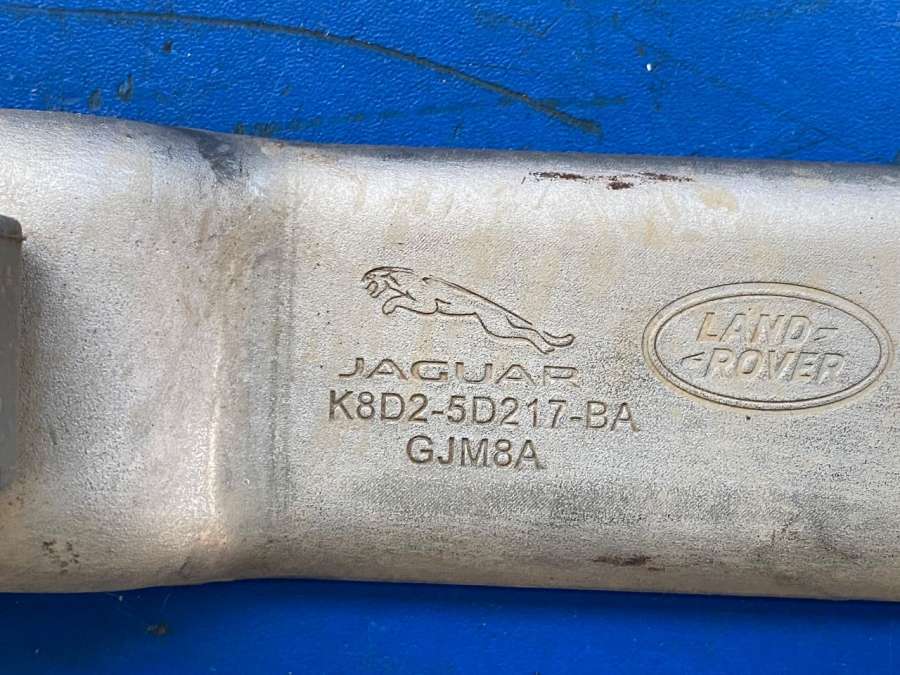 JAGUAR
K8D2-5D217-BA
GJM8A
LAND
ROVER